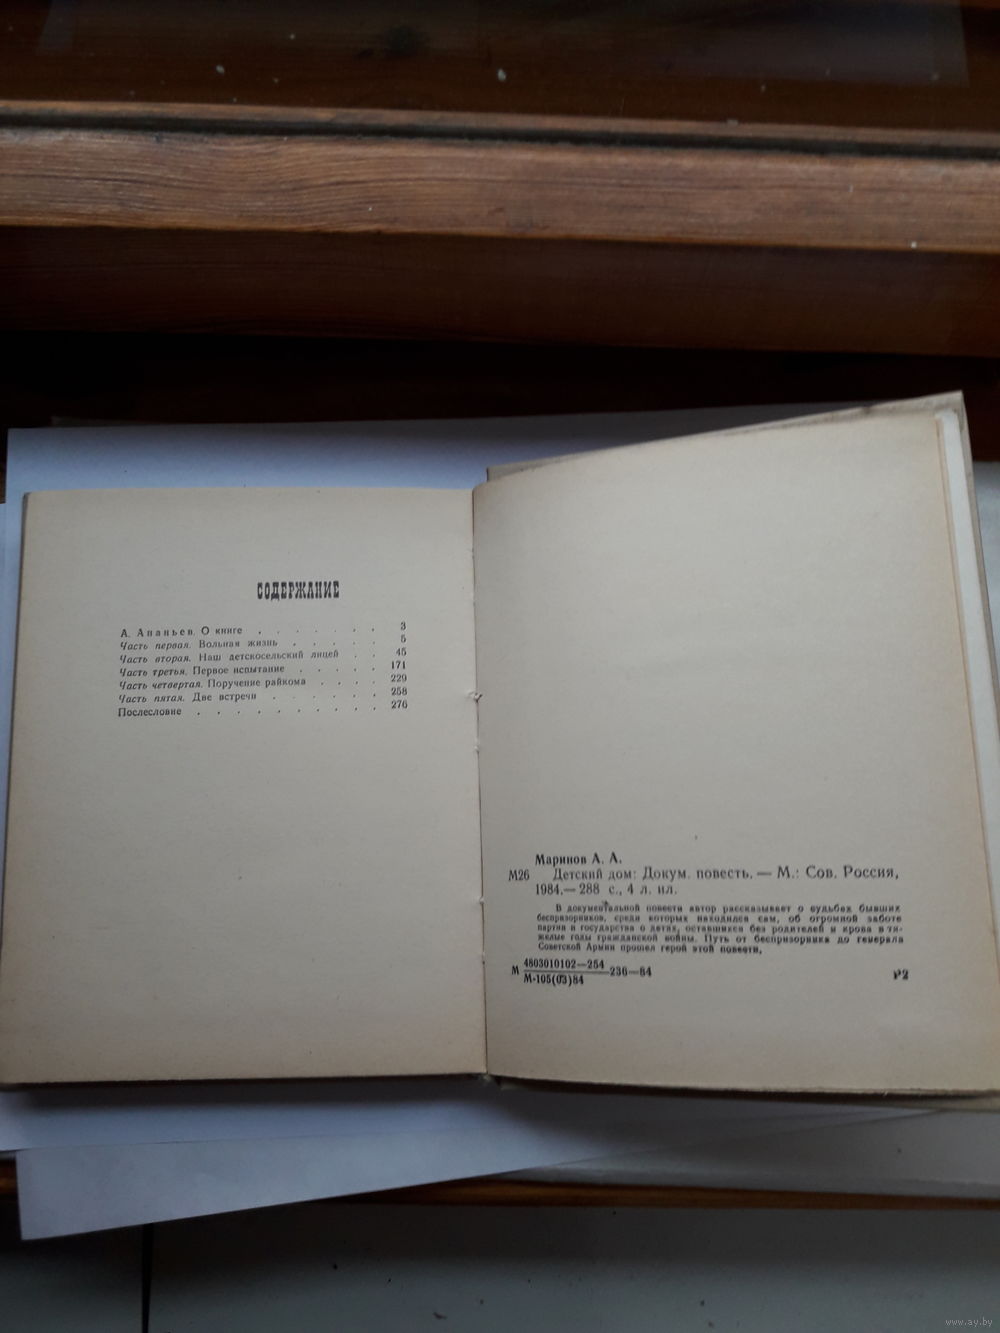 СОДЕРЖАНИЕ
А. Ананьев. О книге . . . . . . . 3
Часть первая. Вольная жизнь . . . . . 5
Часть вторая. Наш детскосельский лицей . . 45
Часть третья. Первое испытание . . . . 171
Часть четвертая. Поручение райкома . . . . 229
Часть пятая. Две встречи . . . . . . 258
Послесловие . . . . . . . . . . 276
Маринов А. А.
М26 Детский дом: Докум. повесть. — М.: Сов. Россия,
1984.— 288 с., 4 л. ил.
В документальной повести автор рассказывает о судьбах бывших
беспризорников, среди которых находился сам, об огромной заботе
партии и государства о детях, оставшихся без родителей и крова в тя-
желые годы гражданской войны. Путь от беспризорника до генерала
Советской Армии прошел герой этой повести.
М 4803010102—254
М-105(03)84 236—84 Р2
www.ay.by